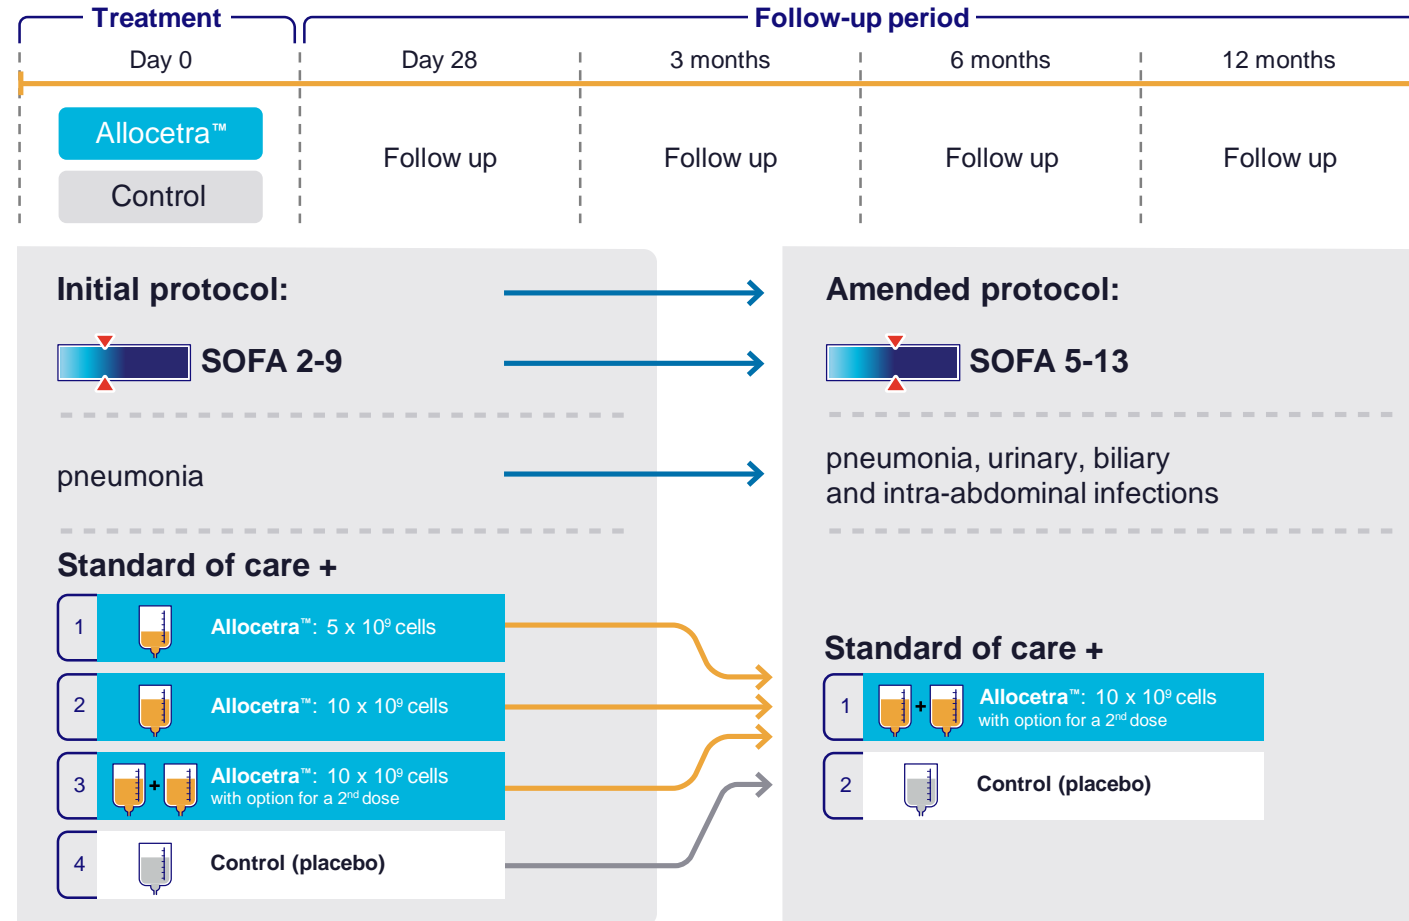 Treatment
Follow-up period
Day 0
Day 28
3 months
6 months
12 months
Allocetra™
Control
Follow up
Follow up
Follow up
Follow up
Initial protocol:
SOFA 2-9
pneumonia
Standard of care +
1
Allocetra™: 5 x 10⁹ cells
2
Allocetra™: 10 x 10⁹ cells
3
+
Allocetra™: 10 x 10⁹ cells
with option for a 2ⁿᵈ dose
4
Control (placebo)
Amended protocol:
SOFA 5-13
pneumonia, urinary, biliary
and intra-abdominal infections
Standard of care +
1
+
Allocetra™: 10 x 10⁹ cells
with option for a 2ⁿᵈ dose
2
Control (placebo)